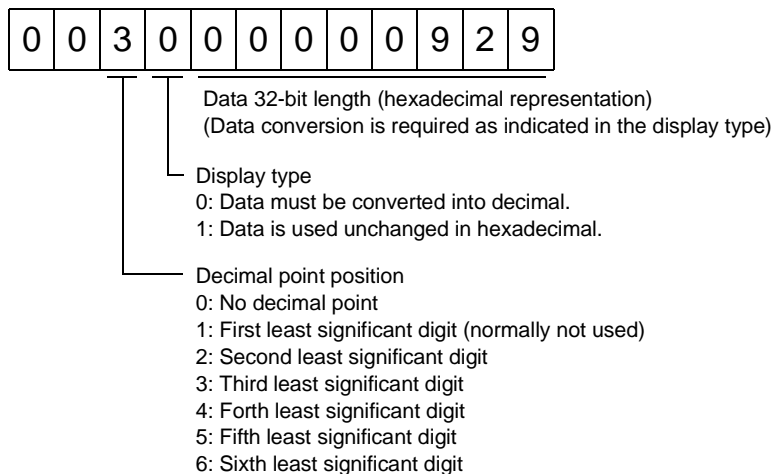 0 0 3 0 0 0 0 0 0 9 2 9
Data 32-bit length (hexadecimal representation)
(Data conversion is required as indicated in the display type)
Display type
0: Data must be converted into decimal.
1: Data is used unchanged in hexadecimal.
Decimal point position
0: No decimal point
1: First least significant digit (normally not used)
2: Second least significant digit
3: Third least significant digit
4: Forth least significant digit
5: Fifth least significant digit
6: Sixth least significant digit